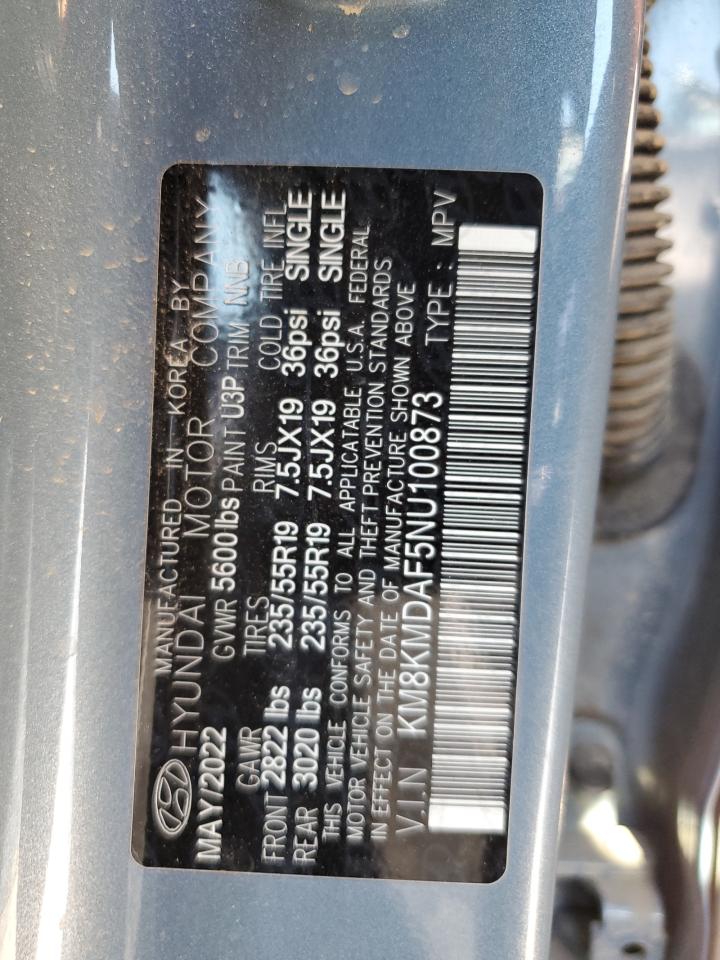 MANUFACTURED IN KOREA BY
HYUNDAI MOTOR COMPANY
MAY/2022 GVWR 5600lbs PAINT U3P TRIM NNB
GAWR TIRES RIMS COLD TIRE INFL
FRONT 2822 lbs 235/55R19 7.5JX19 36psi SINGLE
REAR 3020 lbs 235/55R19 7.5JX19 36psi SINGLE
THIS VEHICLE CONFORMS TO ALL APPLICATABLE U.S.A. FEDERAL
MOTOR VEHICLE SAFETY AND THEFT PREVENTION STANDARDS
IN EFFECT ON THE DATE OF MANUFACTURE SHOWN ABOVE
V.I.N KM8KMDAF5NU100873 TYPE : MPV